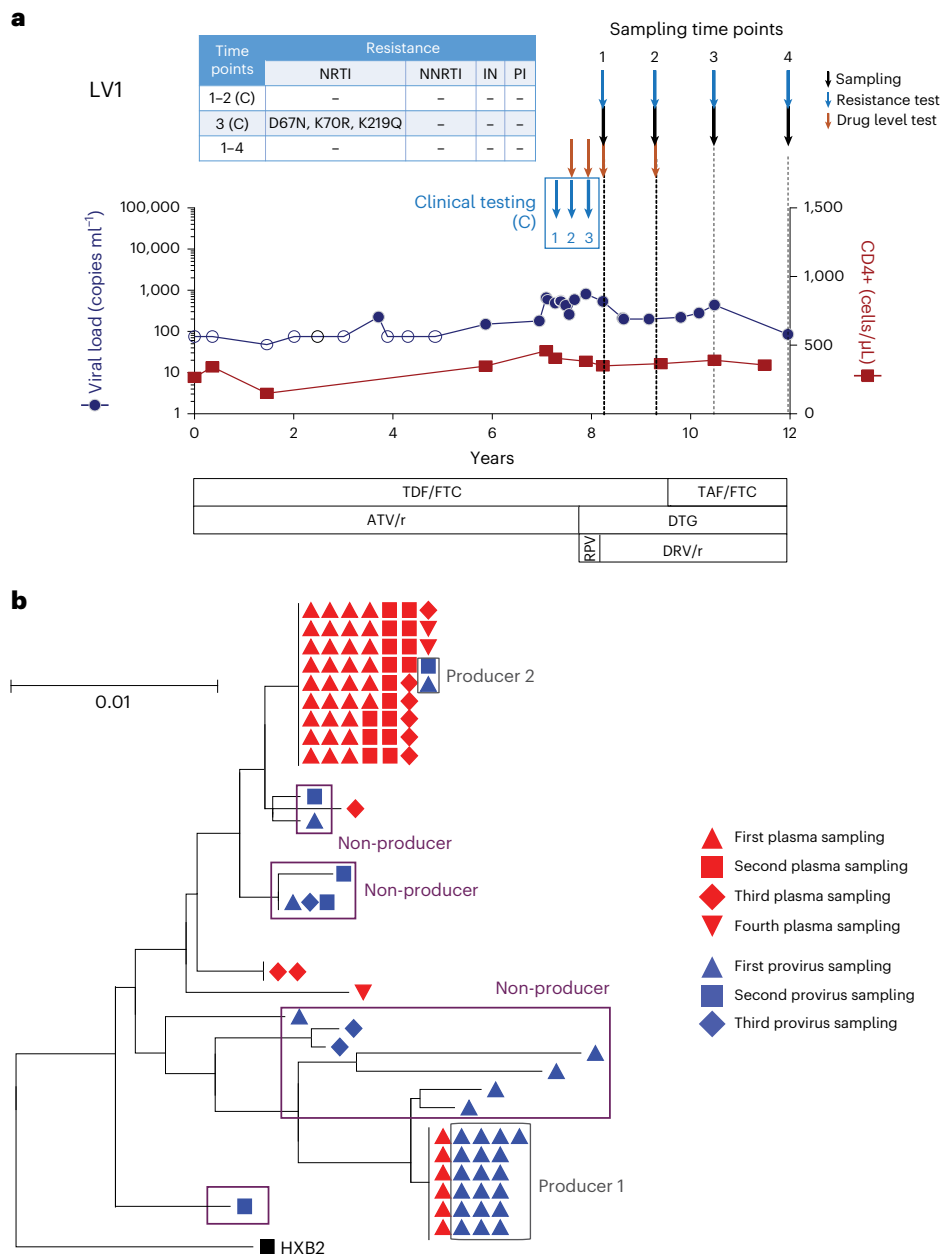 a
LV1
Time points
Resistance
NRTI NNRTI IN PI
1–2 (C) – – – –
3 (C) D67N, K70R, K219Q – – –
1–4 – – – –
Sampling time points
1 2 3 4
Sampling
Resistance test
Drug level test
Clinical testing
(C)
1 2 3
Viral load (copies ml⁻¹)
100,000
10,000
1,000
100
10
1
1,500
1,000
500
0
CD4+ (cells/μL)
0 2 4 6 8 10 12
Years
TDF/FTC TAF/FTC
ATV/r DTG
RPV DRV/r
b
0.01
Producer 2
Non-producer
Non-producer
Non-producer
Producer 1
HXB2
First plasma sampling
Second plasma sampling
Third plasma sampling
Fourth plasma sampling
First provirus sampling
Second provirus sampling
Third provirus sampling